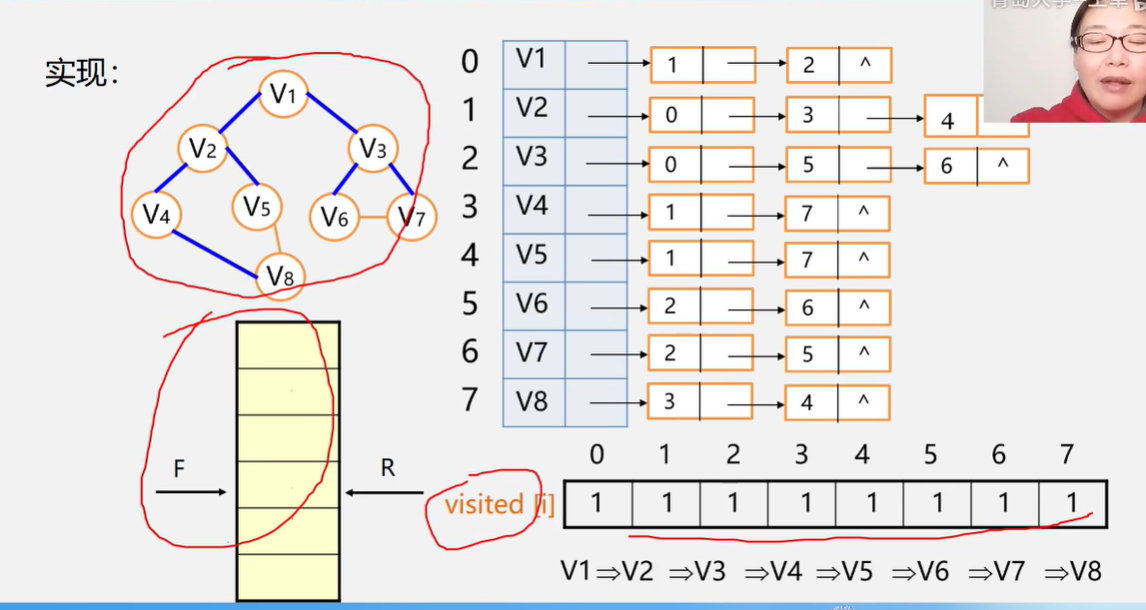 实现：
V1
V2 V3
V4 V5 V6 V7
V8
F R
0 V1 1 2 ^
1 V2 0 3 4
2 V3 0 5 6 ^
3 V4 1 7 ^
4 V5 1 7 ^
5 V6 2 6 ^
6 V7 2 5 ^
7 V8 3 4 ^
0 1 2 3 4 5 6 7
visited [i] 1 1 1 1 1 1 1 1
V1⇒V2 ⇒V3 ⇒V4 ⇒V5 ⇒V6 ⇒V7 ⇒V8